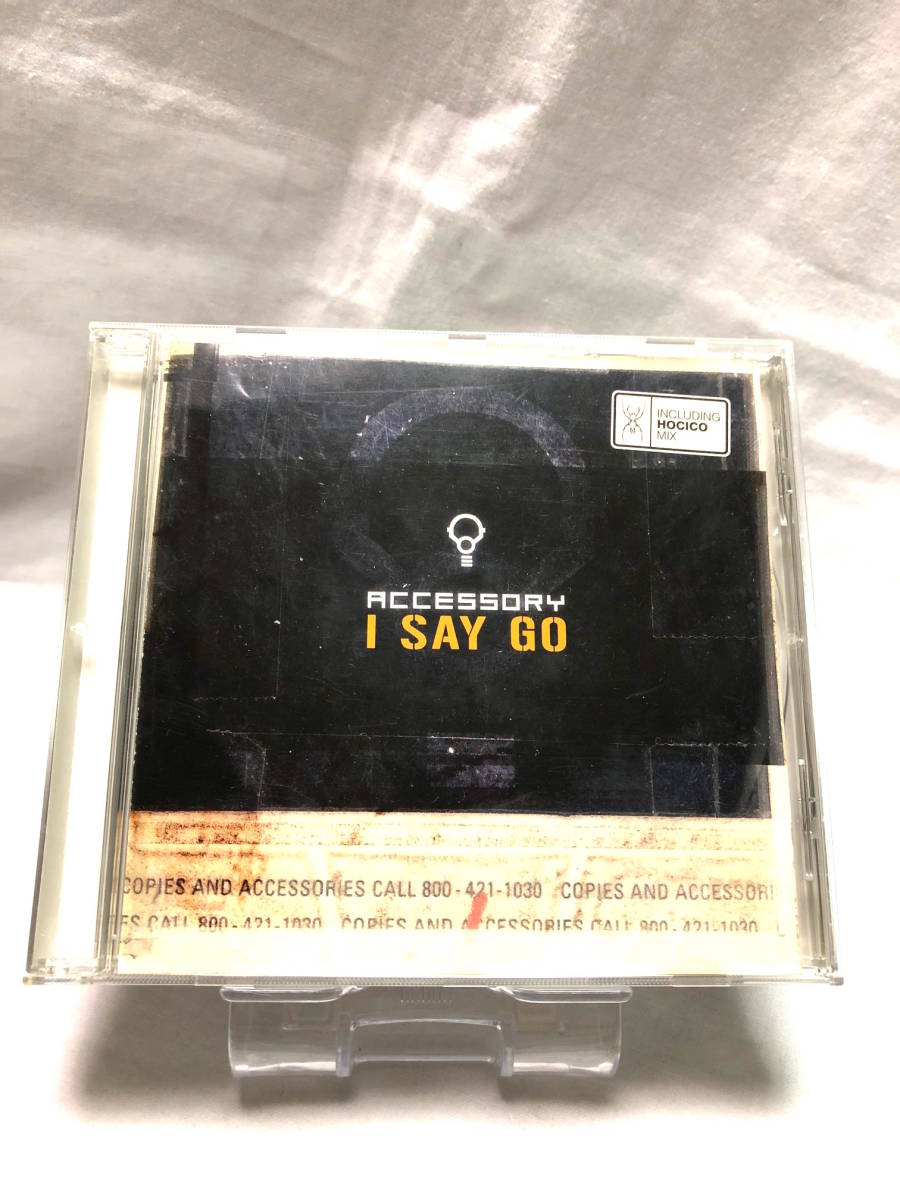 INCLUDING
HOCICO
MIX
ACCESSORY
I SAY GO
COPIES AND ACCESSORIES CALL 800-421-1030 COPIES AND ACCESSORI
ES CALL 800-421-1030 COPIES AND ACCESSORIES CALL 800-421-1030